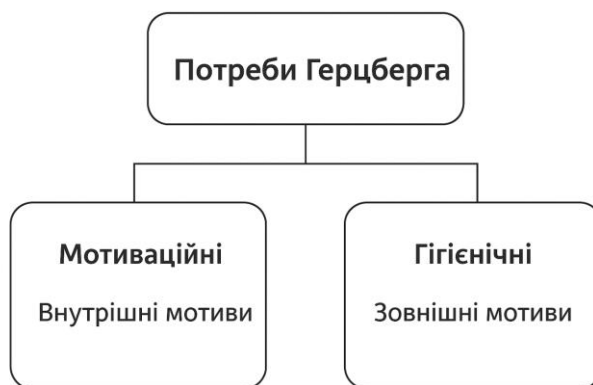 Потреби Герцберга
Мотиваційні
Внутрішні мотиви
Гігієнічні
Зовнішні мотиви